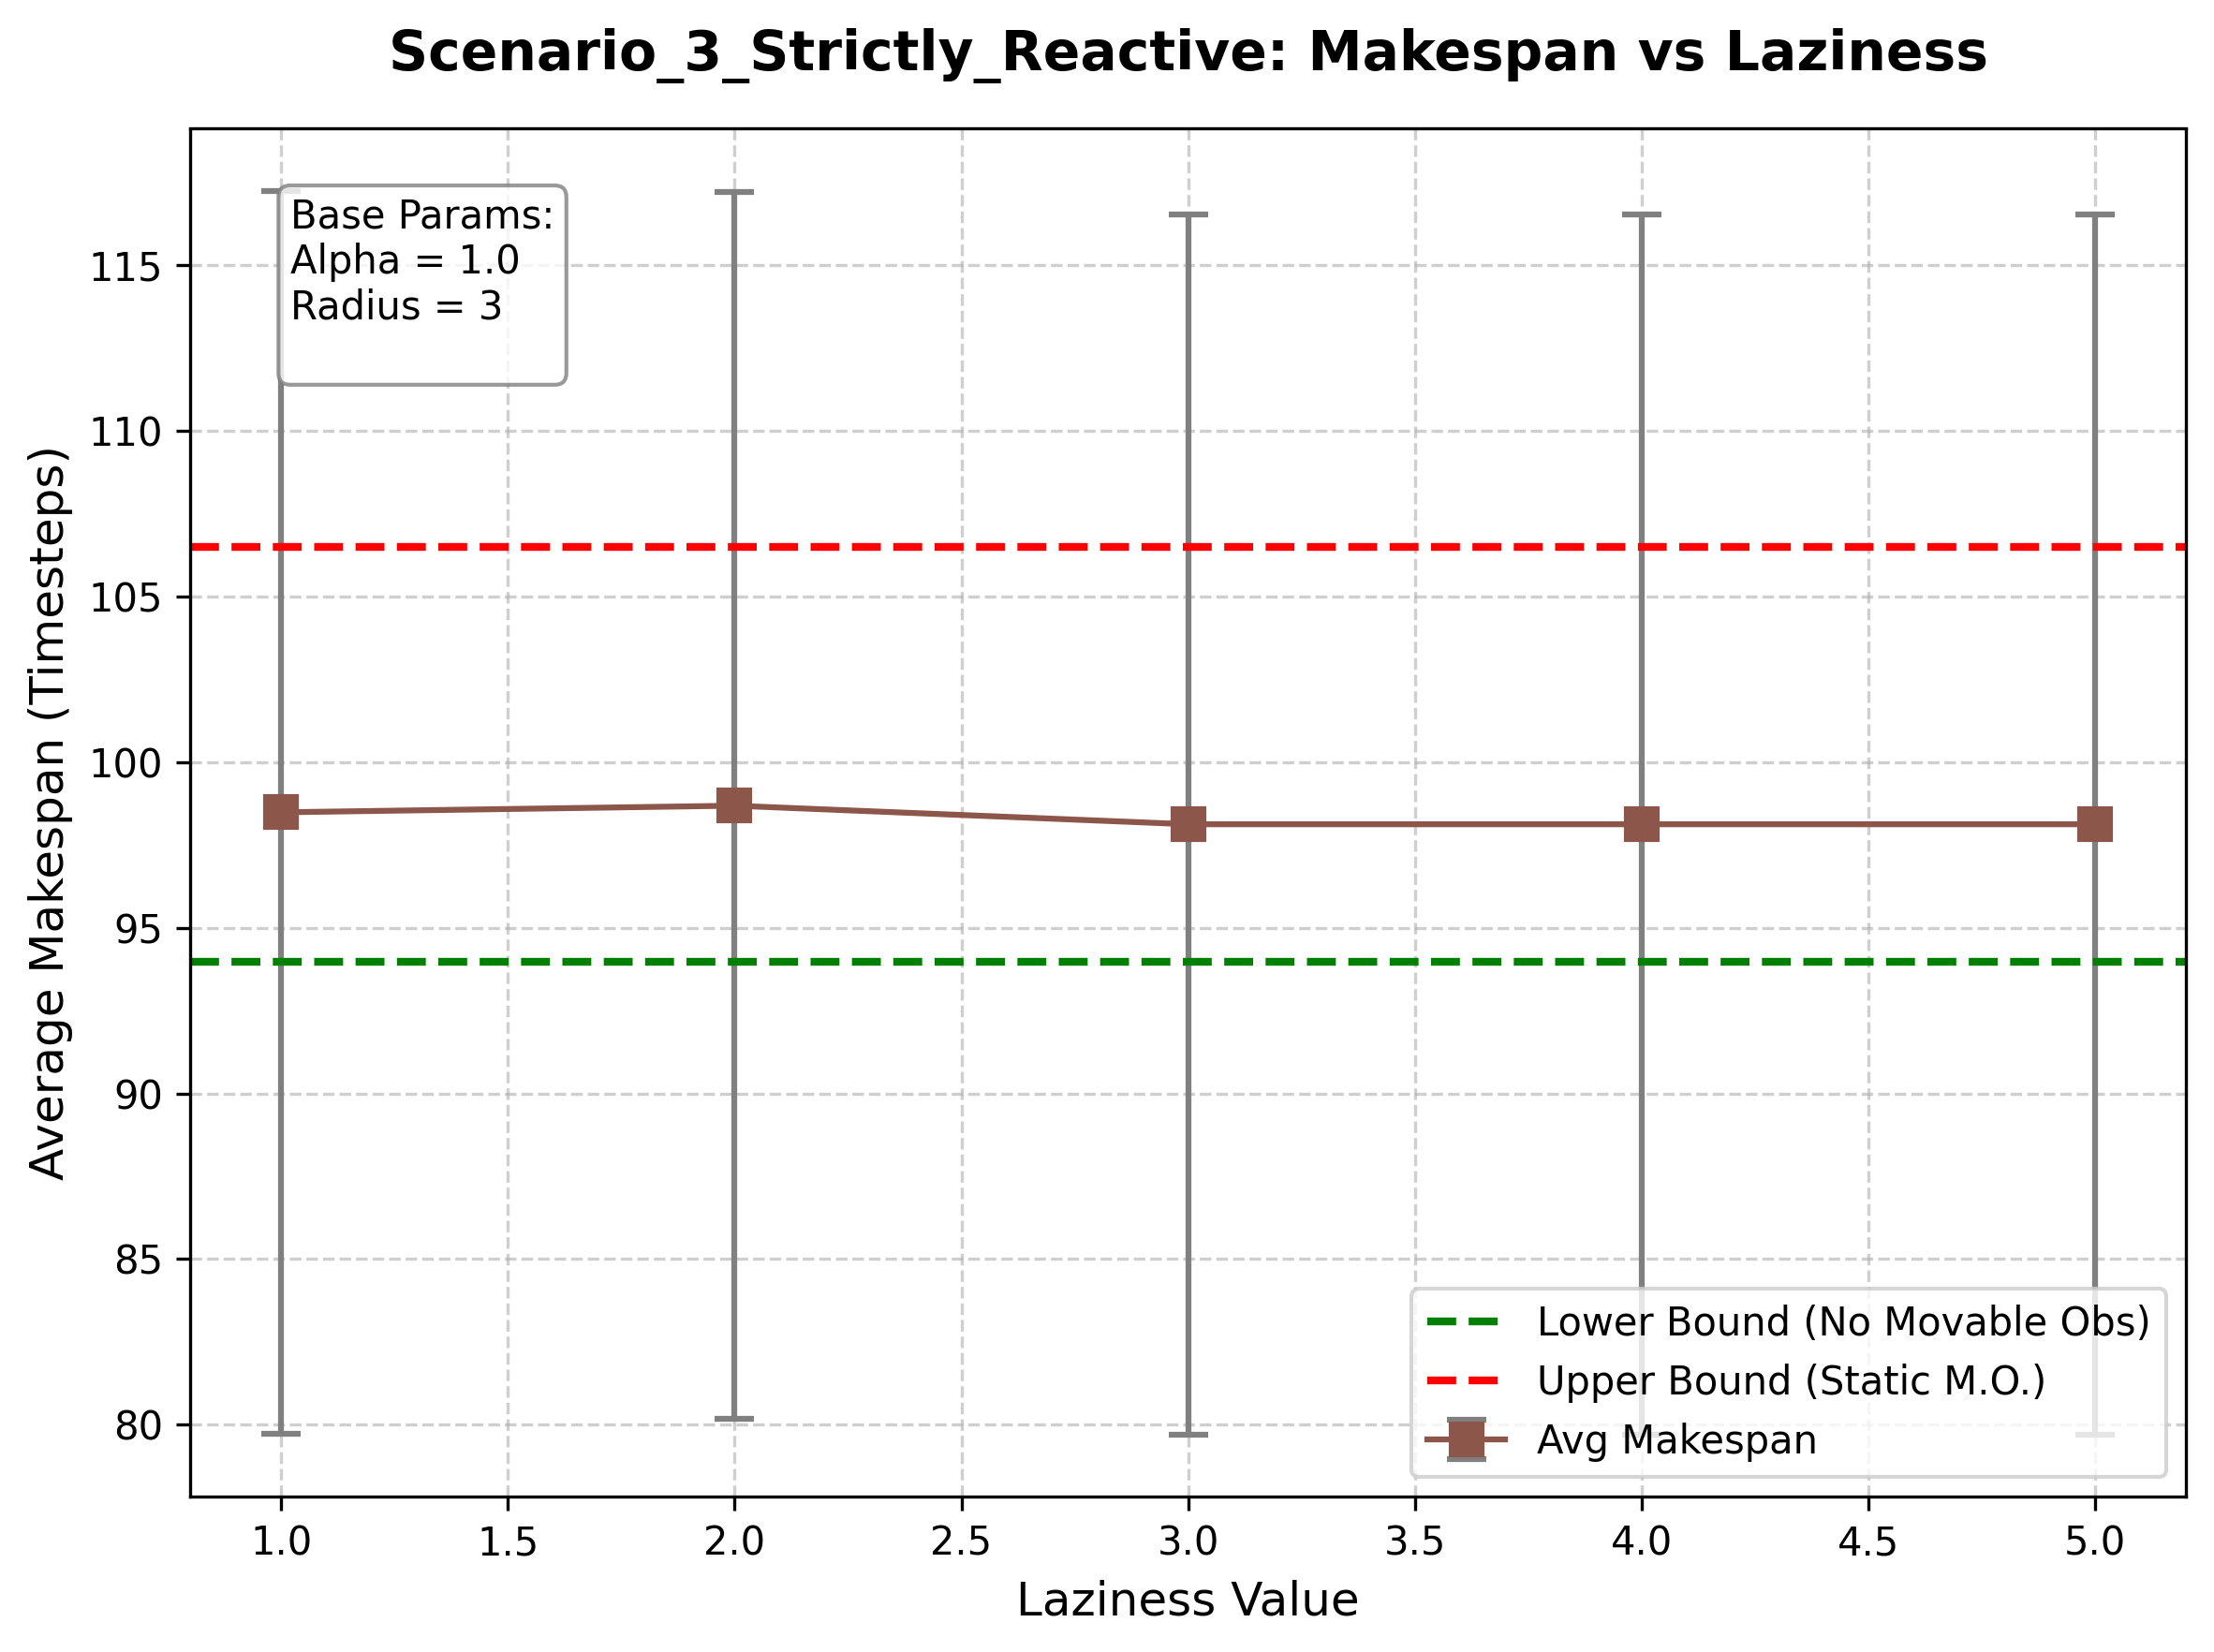 Scenario_3_Strictly_Reactive: Makespan vs Laziness
Base Params:
Alpha = 1.0
Radius = 3
115
110
105
100
95
90
85
80
Average Makespan (Timesteps)
Lower Bound (No Movable Obs)
Upper Bound (Static M.O.)
Avg Makespan
1.0 1.5 2.0 2.5 3.0 3.5 4.0 4.5 5.0
Laziness Value